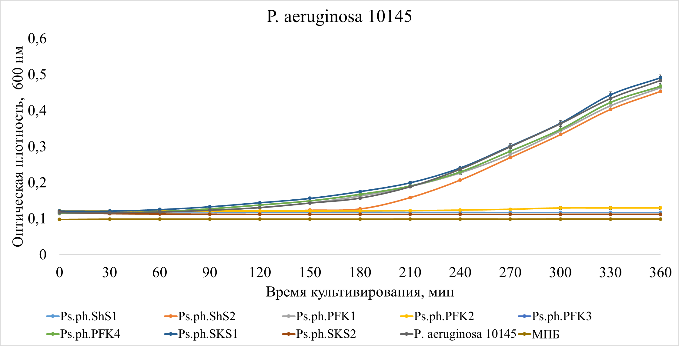 P. aeruginosa 10145
Оптическая плотность, 600 нм
0,6
0,5
0,4
0,3
0,2
0,1
0
0 30 60 90 120 150 180 210 240 270 300 330 360
Время культивирования, мин
Ps.ph.ShS1 Ps.ph.ShS2 Ps.ph.PFK1 Ps.ph.PFK2 Ps.ph.PFK3
Ps.ph.PFK4 Ps.ph.SKS1 Ps.ph.SKS2 P. aeruginosa 10145 МПБ